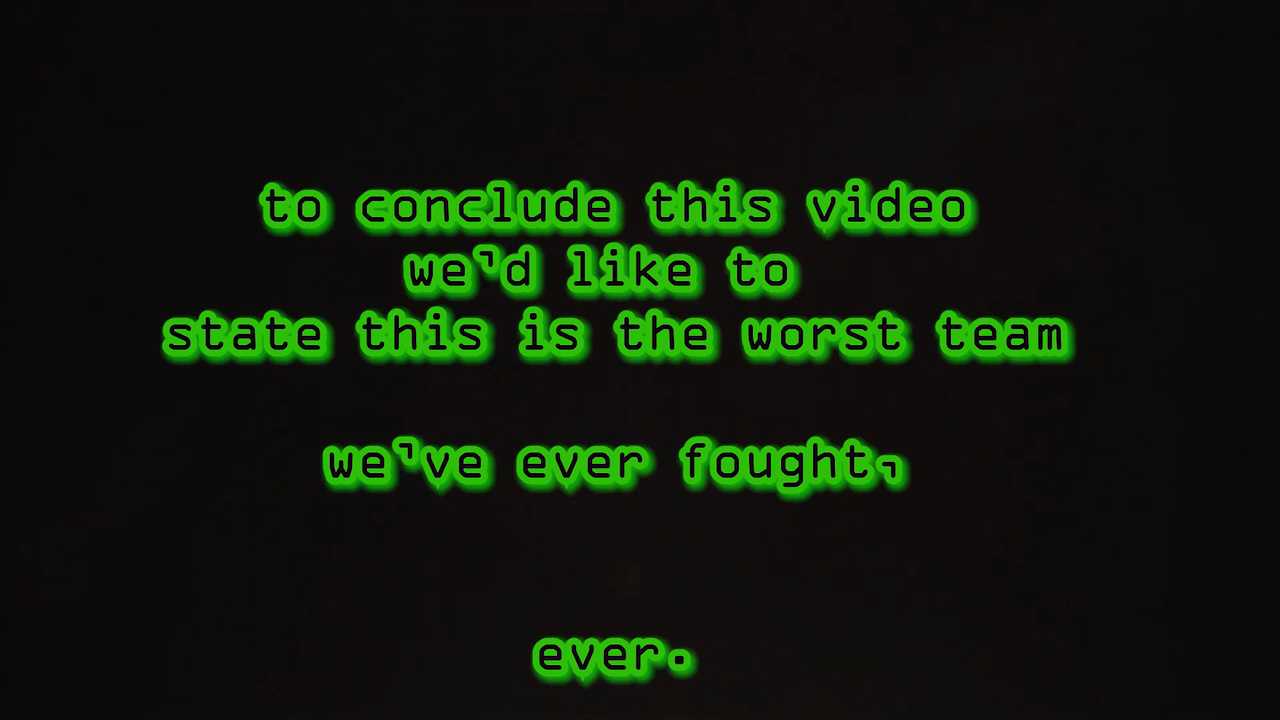 to conclude this video
we'd like to
state this is the worst team
we've ever fought,
ever.